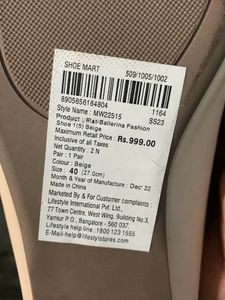 SHOE MART
509/1005/1002
8905856164804
1164
Style Name : MW22515
SS23
Product : Flat-Ballerina Fashion
Shoe 1(5) Beige
Maximum Retail Price : Rs.999.00
Inclusive of all Taxes
Net Quantity : 2 N
Pair : 1 Pair
Colour : Beige
Size : 40 (27.0cm)
Month & Year of Manufacture : Dec' 22
Made in China
Marketed By & For Customer complaints :
Lifestyle International Pvt. Ltd.,
77 Town Centre, West Wing, Building No.3,
Yamlur P.O., Bangalore - 560 037.
Customer help line : 1800 123 1555
E-Mail-help@lifestylestores.com